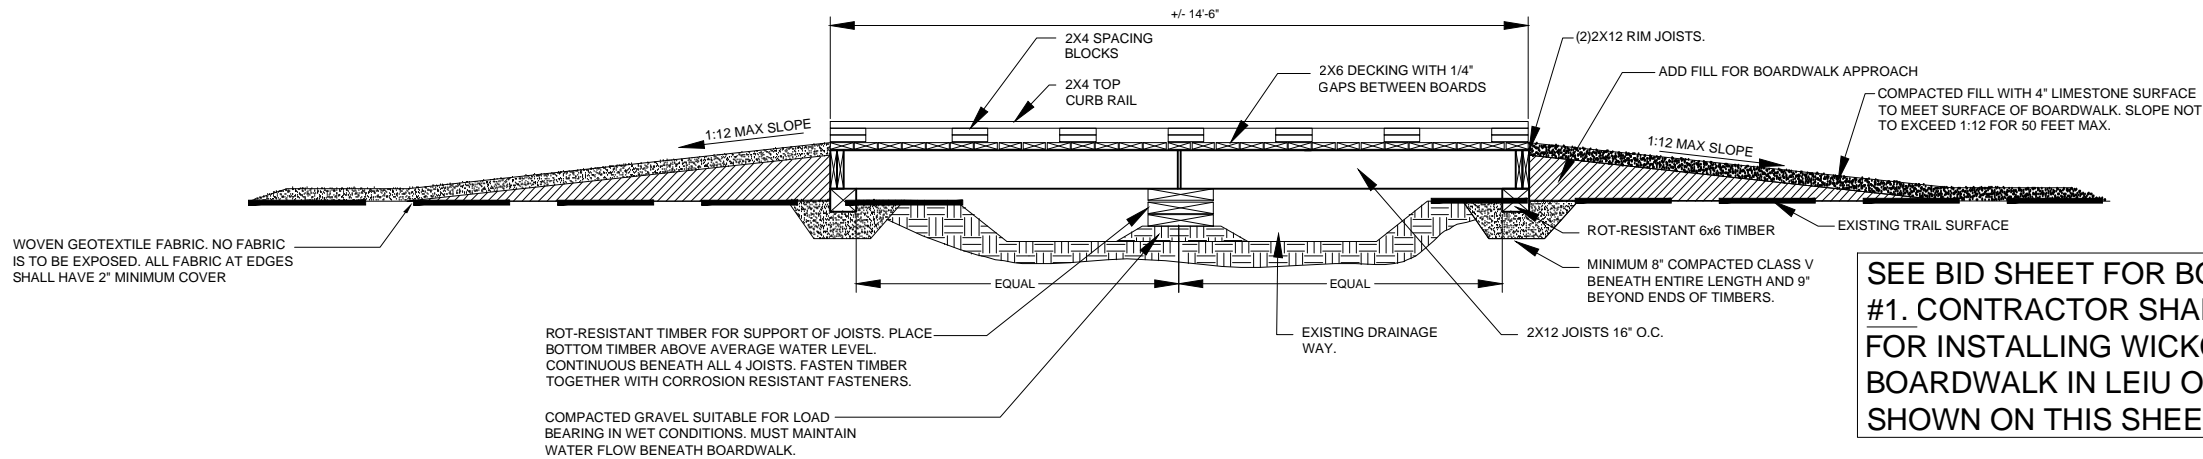 +/- 14'-6"
2X4 SPACING
BLOCKS
2X4 TOP
CURB RAIL
2X6 DECKING WITH 1/4"
GAPS BETWEEN BOARDS
(2)2X12 RIM JOISTS.
ADD FILL FOR BOARDWALK APPROACH
COMPACTED FILL WITH 4" LIMESTONE SURFACE
TO MEET SURFACE OF BOARDWALK. SLOPE NOT
TO EXCEED 1:12 FOR 50 FEET MAX.
1:12 MAX SLOPE
1:12 MAX SLOPE
WOVEN GEOTEXTILE FABRIC. NO FABRIC
IS TO BE EXPOSED. ALL FABRIC AT EDGES
SHALL HAVE 2" MINIMUM COVER
EXISTING TRAIL SURFACE
ROT-RESISTANT 6x6 TIMBER
MINIMUM 8" COMPACTED CLASS V
BENEATH ENTIRE LENGTH AND 9"
BEYOND ENDS OF TIMBERS.
EQUAL
EQUAL
ROT-RESISTANT TIMBER FOR SUPPORT OF JOISTS. PLACE
BOTTOM TIMBER ABOVE AVERAGE WATER LEVEL.
CONTINUOUS BENEATH ALL 4 JOISTS. FASTEN TIMBER
TOGETHER WITH CORROSION RESISTANT FASTENERS.
EXISTING DRAINAGE
WAY.
2X12 JOISTS 16" O.C.
COMPACTED GRAVEL SUITABLE FOR LOAD
BEARING IN WET CONDITIONS. MUST MAINTAIN
WATER FLOW BENEATH BOARDWALK.
SEE BID SHEET FOR
#1. CONTRACTOR
FOR INSTALLING
BOARDWALK IN LEIU
SHOWN ON THIS